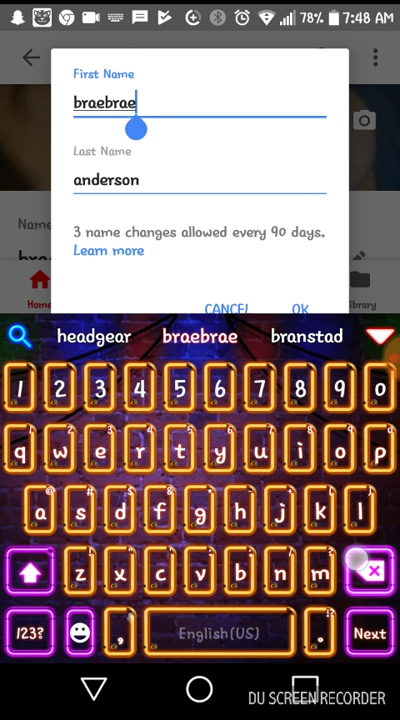 78% 7:48 AM
First Name
braebrae
Last Name
anderson
Name
3 name changes allowed every 90 days.
Learn more
CANCEL OK
Home
headgear braebrae branstad
1 2 3 4 5 6 7 8 9 0
q w e r t y u i o p
a s d f g h j k l
z x c v b n m
!23? , English(US) . Next
DU SCREEN RECORDER